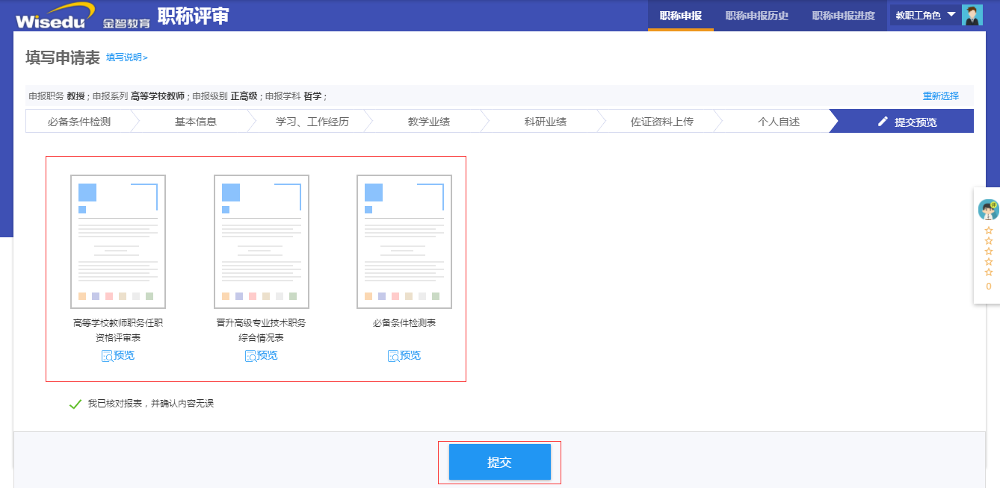 Wisedu 金智教育 职称评审 职称申报 职称申报历史 职称申报进度 教职工角色
填写申请表 填写说明>
申报职务 教授 ; 申报系列 高等学校教师 ; 申报级别 正高级 ; 申报学科 哲学 ; 重新选择
必备条件检测 基本信息 学习、工作经历 教学业绩 科研业绩 佐证资料上传 个人自述 提交预览
高等学校教师职务任职 晋升高级专业技术职务 必备条件检测表
资格评审表 综合情况表
预览 预览 预览
0
我已核对报表，并确认内容无误
提交